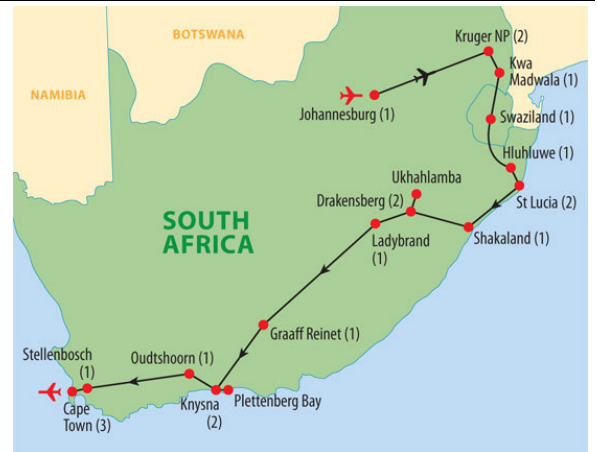 BOTSWANA
NAMIBIA
Kruger NP (2)
Kwa
Madwala (1)
Johannesburg (1)
Swaziland (1)
Hluhluwe (1)
Ukhahlamba
Drakensberg (2)
St Lucia (2)
SOUTH
AFRICA
Ladybrand
(1)
Shakaland (1)
Graaff Reinet (1)
Stellenbosch
(1)
Oudtshoorn (1)
Cape
Town (3)
Knysna
(2)
Plettenberg Bay